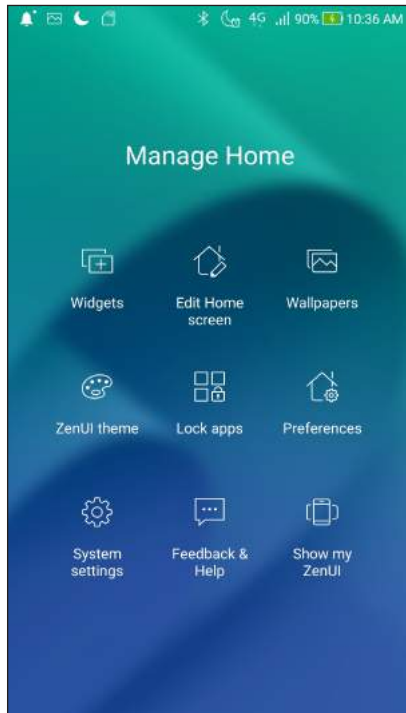 4G 90% 10:36 AM
Manage Home
Widgets
Edit Home
screen
Wallpapers
ZenUI theme
Lock apps
Preferences
System
settings
Feedback &
Help
Show my
ZenUI